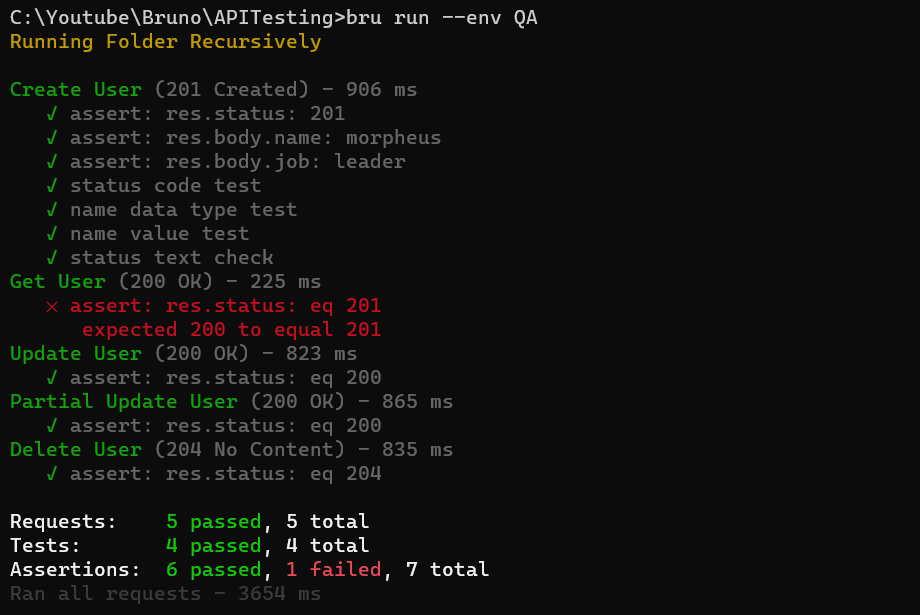 C:\Youtube\Bruno\APITesting>bru run --env QA
Running Folder Recursively
Create User (201 Created) - 906 ms
✓ assert: res.status: 201
✓ assert: res.body.name: morpheus
✓ assert: res.body.job: leader
✓ status code test
✓ name data type test
✓ name value test
✓ status text check
Get User (200 OK) - 225 ms
✕ assert: res.status: eq 201
expected 200 to equal 201
Update User (200 OK) - 823 ms
✓ assert: res.status: eq 200
Partial Update User (200 OK) - 865 ms
✓ assert: res.status: eq 200
Delete User (204 No Content) - 835 ms
✓ assert: res.status: eq 204
Requests:    5 passed, 5 total
Tests:       4 passed, 4 total
Assertions:  6 passed, 1 failed, 7 total
Ran all requests - 3654 ms